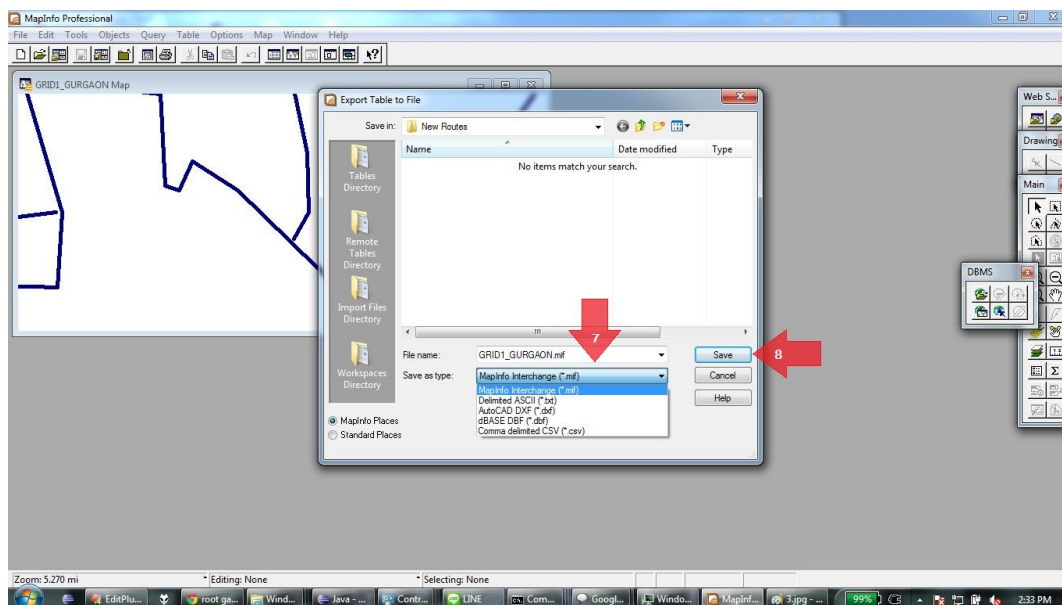 MapInfo Professional
File Edit Tools Objects Query Table Options Map Window Help
GRID1_GURGAON Map
Export Table to File
Web S...
Save in: New Routes
Drawing
Name Date modified Type
No items match your search.
Tables
Directory
Main
Remote
Tables
Directory
DBMS
Import Files
Directory
7
File name: GRID1_GURGAON.mif Save 8
Workspaces
Directory
Save as type: MapInfo Interchange (*.mif) Cancel
MapInfo Interchange (*.mif)
Delimited ASCII (*.txt)
AutoCAD DXF (*.dxf)
dBASE DBF (*.dbf)
Comma delimited CSV (*.csv)
Help
MapInfo Places
Standard Places
Zoom: 5.270 mi Editing: None Selecting: None
EditPlu... root ga... Wind... Java - ... Contr... LINE Com... Googl... Windo... MapInf... 3.jpg - ... 99% 2:33 PM